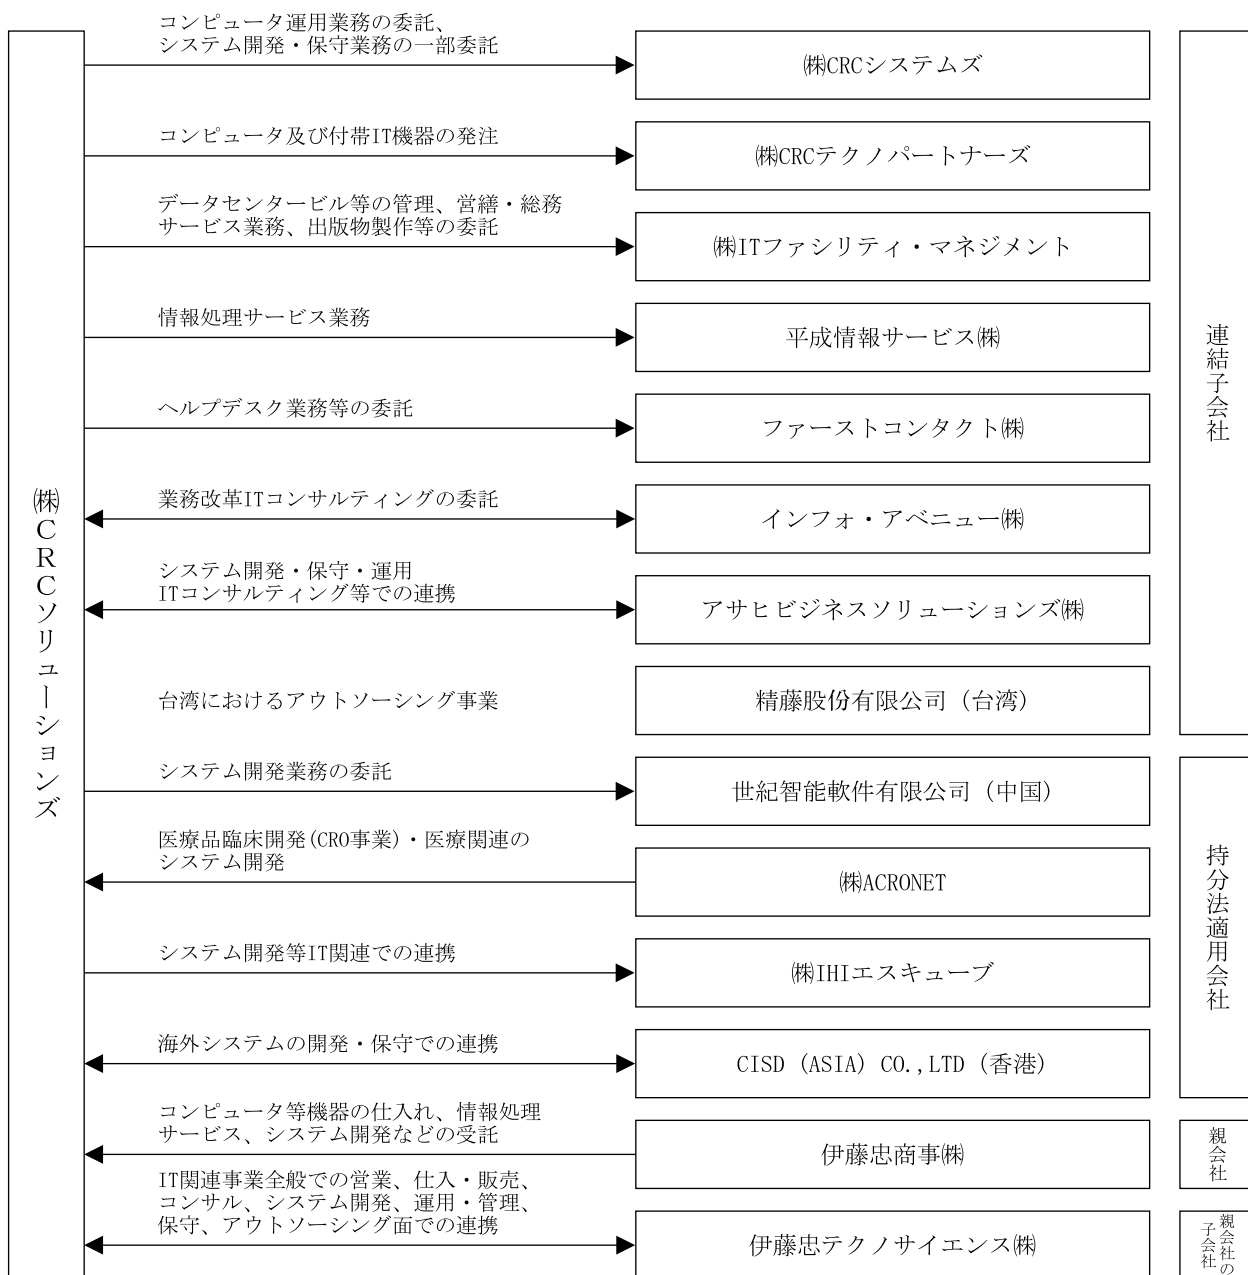 ㈱CRCソリューションズ
コンピュータ運用業務の委託、
システム開発・保守業務の一部委託
㈱CRCシステムズ
コンピュータ及び付帯IT機器の発注
㈱CRCテクノパートナーズ
データセンタービル等の管理、営繕・総務
サービス業務、出版物製作等の委託
㈱ITファシリティ・マネジメント
情報処理サービス業務
平成情報サービス㈱
ヘルプデスク業務等の委託
ファーストコンタクト㈱
業務改革ITコンサルティングの委託
インフォ・アベニュー㈱
システム開発・保守・運用
ITコンサルティング等での連携
アサヒビジネスソリューションズ㈱
台湾におけるアウトソーシング事業
精藤股份有限公司（台湾）
連結子会社
システム開発業務の委託
世紀智能軟件有限公司（中国）
医療品臨床開発(CRO事業)・医療関連の
システム開発
㈱ACRONET
システム開発等IT関連での連携
㈱IHIエスキューブ
海外システムの開発・保守での連携
CISD（ASIA）CO.,LTD（香港）
持分法適用会社
コンピュータ等機器の仕入れ、情報処理
サービス、システム開発などの受託
伊藤忠商事㈱
親会社
IT関連事業全般での営業、仕入・販売、
コンサル、システム開発、運用・管理、
保守、アウトソーシング面での連携
伊藤忠テクノサイエンス㈱
親会社の
子会社